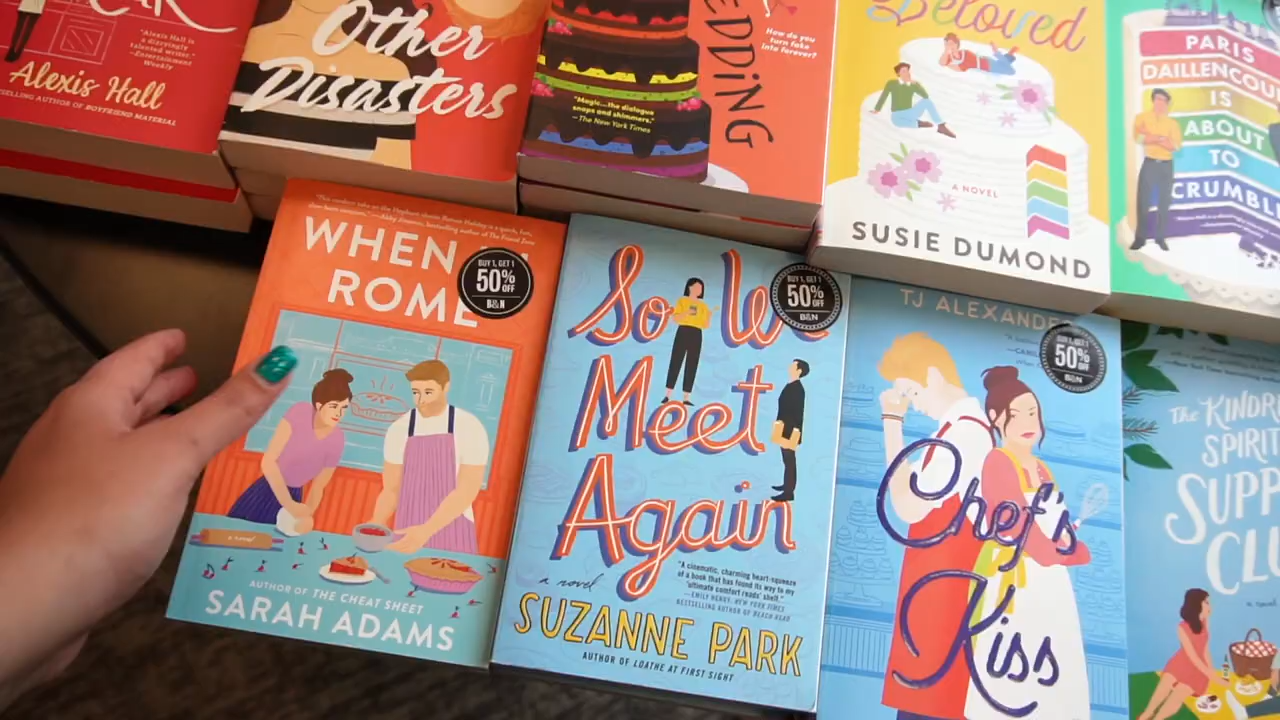 "Alexis Hall is
a dizzyingly
talented writer."
—Entertainment
Weekly
Alexis Hall
SELLING AUTHOR OF BOYFRIEND MATERIAL
Other
Disasters
EDDING
How do you
turn fake
into forever?
"Magic...the dialogue
snaps and shimmers."
—The New York Times
Beloved
A NOVEL
SUSIE DUMOND
PARIS
DAILLENCOU
IS
ABOUT
TO
CRUMBL
WHEN
ROME
BUY 1, GET 1
50%
OFF
B&N
a novel
AUTHOR OF THE CHEAT SHEET
SARAH ADAMS
So We
Meet
Again
BUY 1, GET 1
50%
OFF
B&N
a novel
"A cinematic, charming heart-squeeze
of a book that has found its way to my
'ultimate comfort reads' shelf."
—EMILY HENRY, NEW YORK TIMES
BESTSELLING AUTHOR OF BEACH READ
SUZANNE PARK
AUTHOR OF LOATHE AT FIRST SIGHT
TJ ALEXANDER
BUY 1, GET 1
50%
OFF
B&N
Chef's
Kiss
The KINDR
SPIRIT
SUPP
CLU
a novel